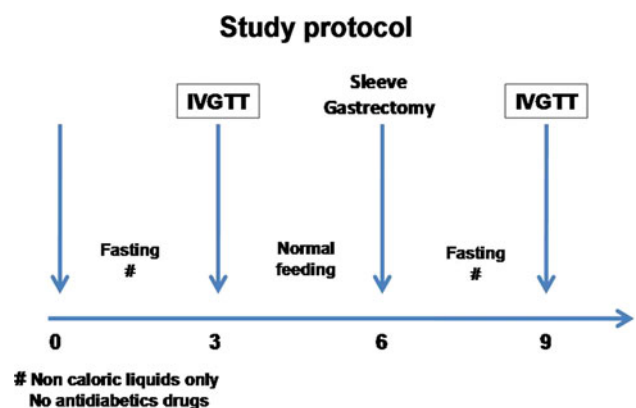 Study protocol
IVGTT
Sleeve
Gastrectomy
IVGTT
Fasting
#
Normal
feeding
Fasting
#
0 3 6 9
# Non caloric liquids only
No antidiabetics drugs